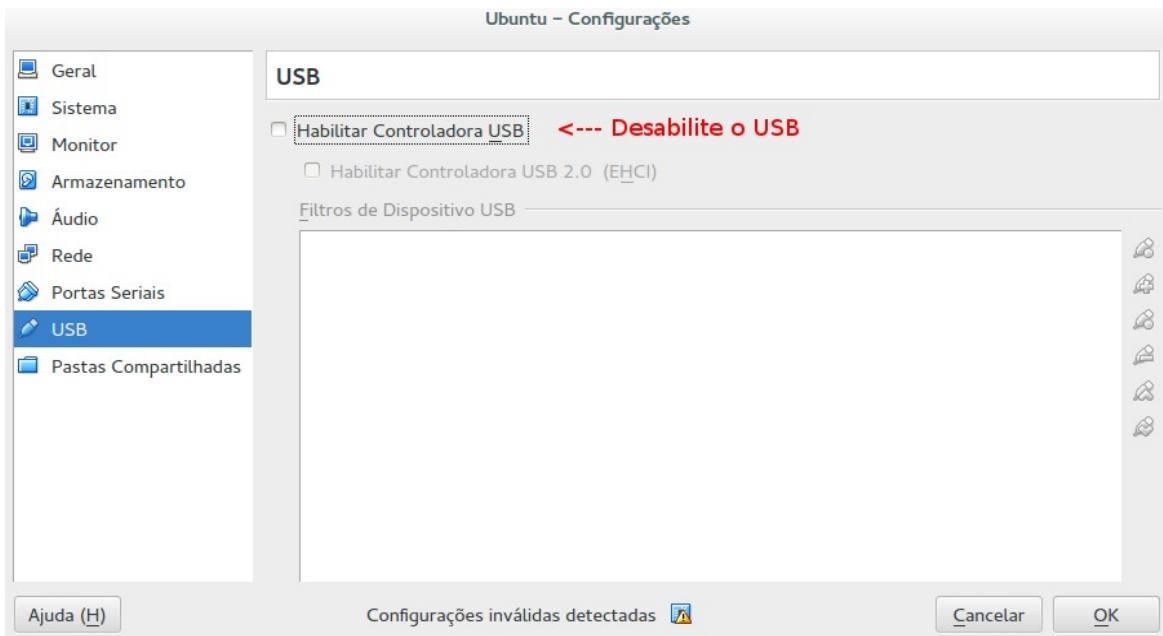 Ubuntu – Configurações
Geral
Sistema
Monitor
Armazenamento
Áudio
Rede
Portas Seriais
USB
Pastas Compartilhadas
USB
Habilitar Controladora USB <--- Desabilite o USB
Habilitar Controladora USB 2.0 (EHCI)
Filtros de Dispositivo USB
Ajuda (H)
Configurações inválidas detectadas
Cancelar
OK